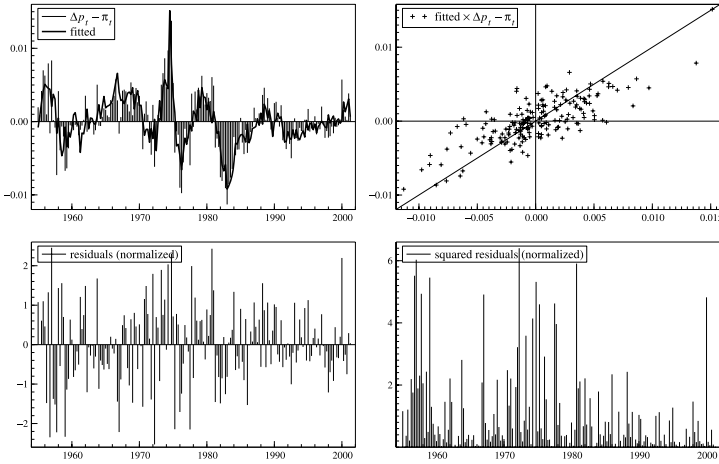 Δp_t − π_t
fitted
0.01
0.00
−0.01
1960 1970 1980 1990 2000
fitted × Δp_t − π_t
0.01
0.00
−0.01
−0.010 −0.005 0.000 0.005 0.010 0.015
residuals (normalized)
2
1
0
−1
−2
1960 1970 1980 1990 2000
squared residuals (normalized)
6
4
2
1960 1970 1980 1990 2000